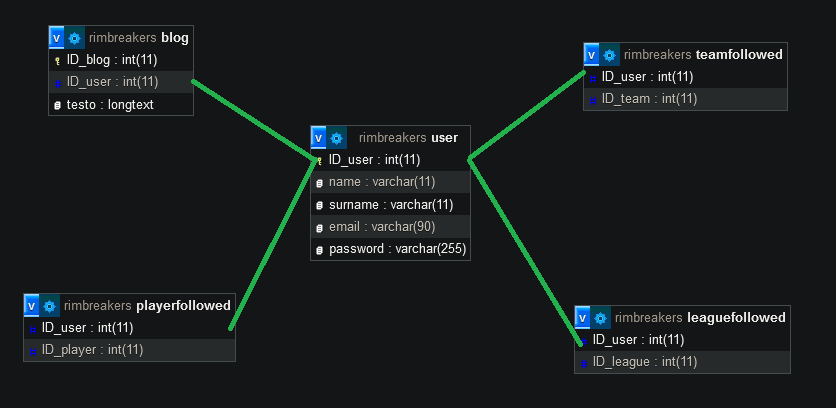 v rimbreakers blog
ID_blog : int(11)
ID_user : int(11)
testo : longtext
v rimbreakers teamfollowed
ID_user : int(11)
ID_team : int(11)
v rimbreakers user
ID_user : int(11)
name : varchar(11)
surname : varchar(11)
email : varchar(90)
password : varchar(255)
v rimbreakers playerfollowed
ID_user : int(11)
ID_player : int(11)
v rimbreakers leaguefollowed
ID_user : int(11)
ID_league : int(11)